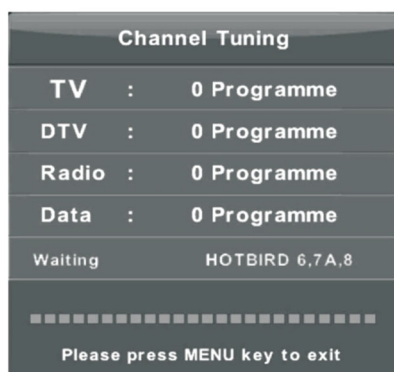 Channel Tuning
TV : 0 Programme
DTV : 0 Programme
Radio : 0 Programme
Data : 0 Programme
Waiting HOTBIRD 6,7A,8
Please press MENU key to exit